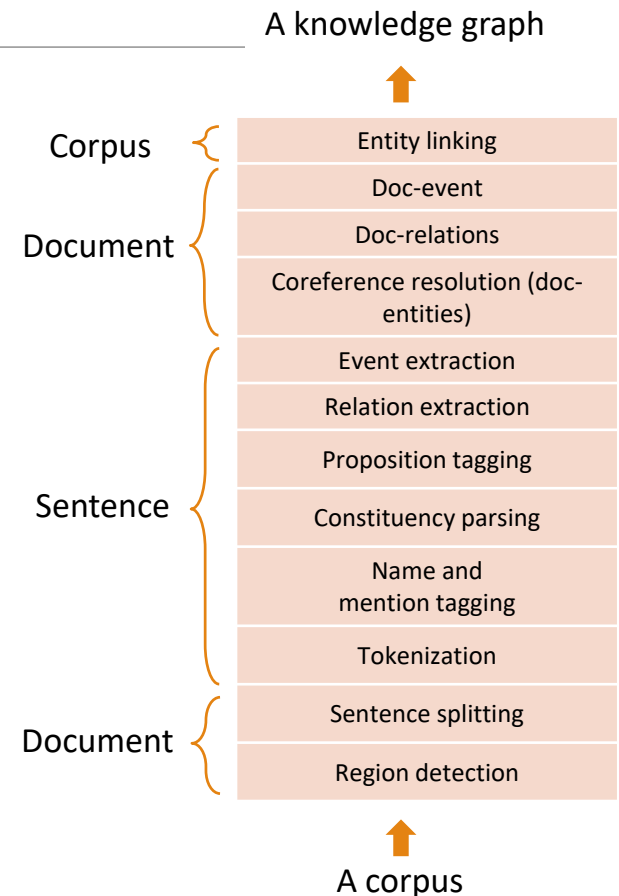 A knowledge graph
Corpus
Entity linking
Document
Doc-event
Doc-relations
Coreference resolution (doc-
entities)
Sentence
Event extraction
Relation extraction
Proposition tagging
Constituency parsing
Name and
mention tagging
Tokenization
Document
Sentence splitting
Region detection
A corpus